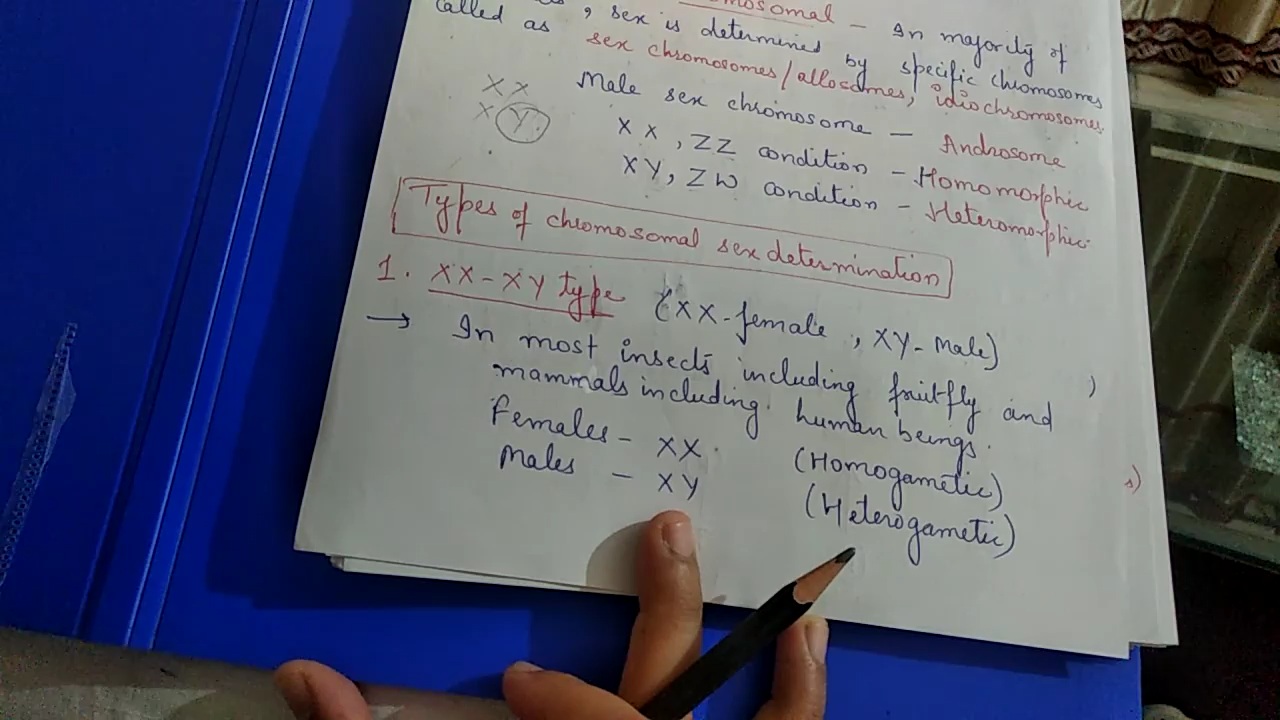 mosomal – In majority of
, sex is determined by specific chromosomes
called as sex chromosomes/allosomes, idiochromosomes.
Male sex chromosome – Androsome
XX, ZZ condition – Homomorphic
XY, ZW condition – Heteromorphic.
XX
XY
Types of chromosomal sex determination
1. XX-XY type (XX-female, XY-Male)
→ In most insects including fruitfly and
mammals including human beings.
Females – XX (Homogametic)
Males – XY (Heterogametic)